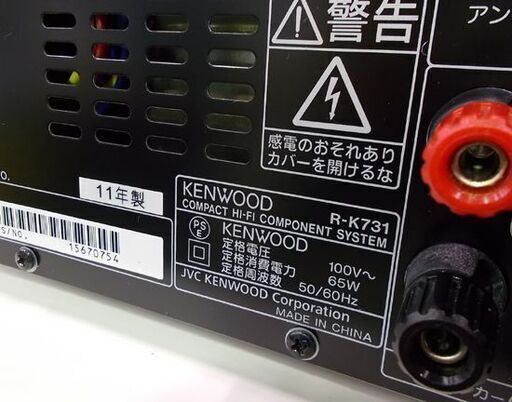 警告
アン
感電のおそれあり
カバーを開けるな
O.
11年製
S/NO.
15670754
KENWOOD
R-K731
COMPACT HI-FI COMPONENT SYSTEM
PSE KENWOOD
定格電圧 100V～
定格消費電力 65W
定格周波数 50/60Hz
JVC KENWOOD Corporation
MADE IN CHINA
カー